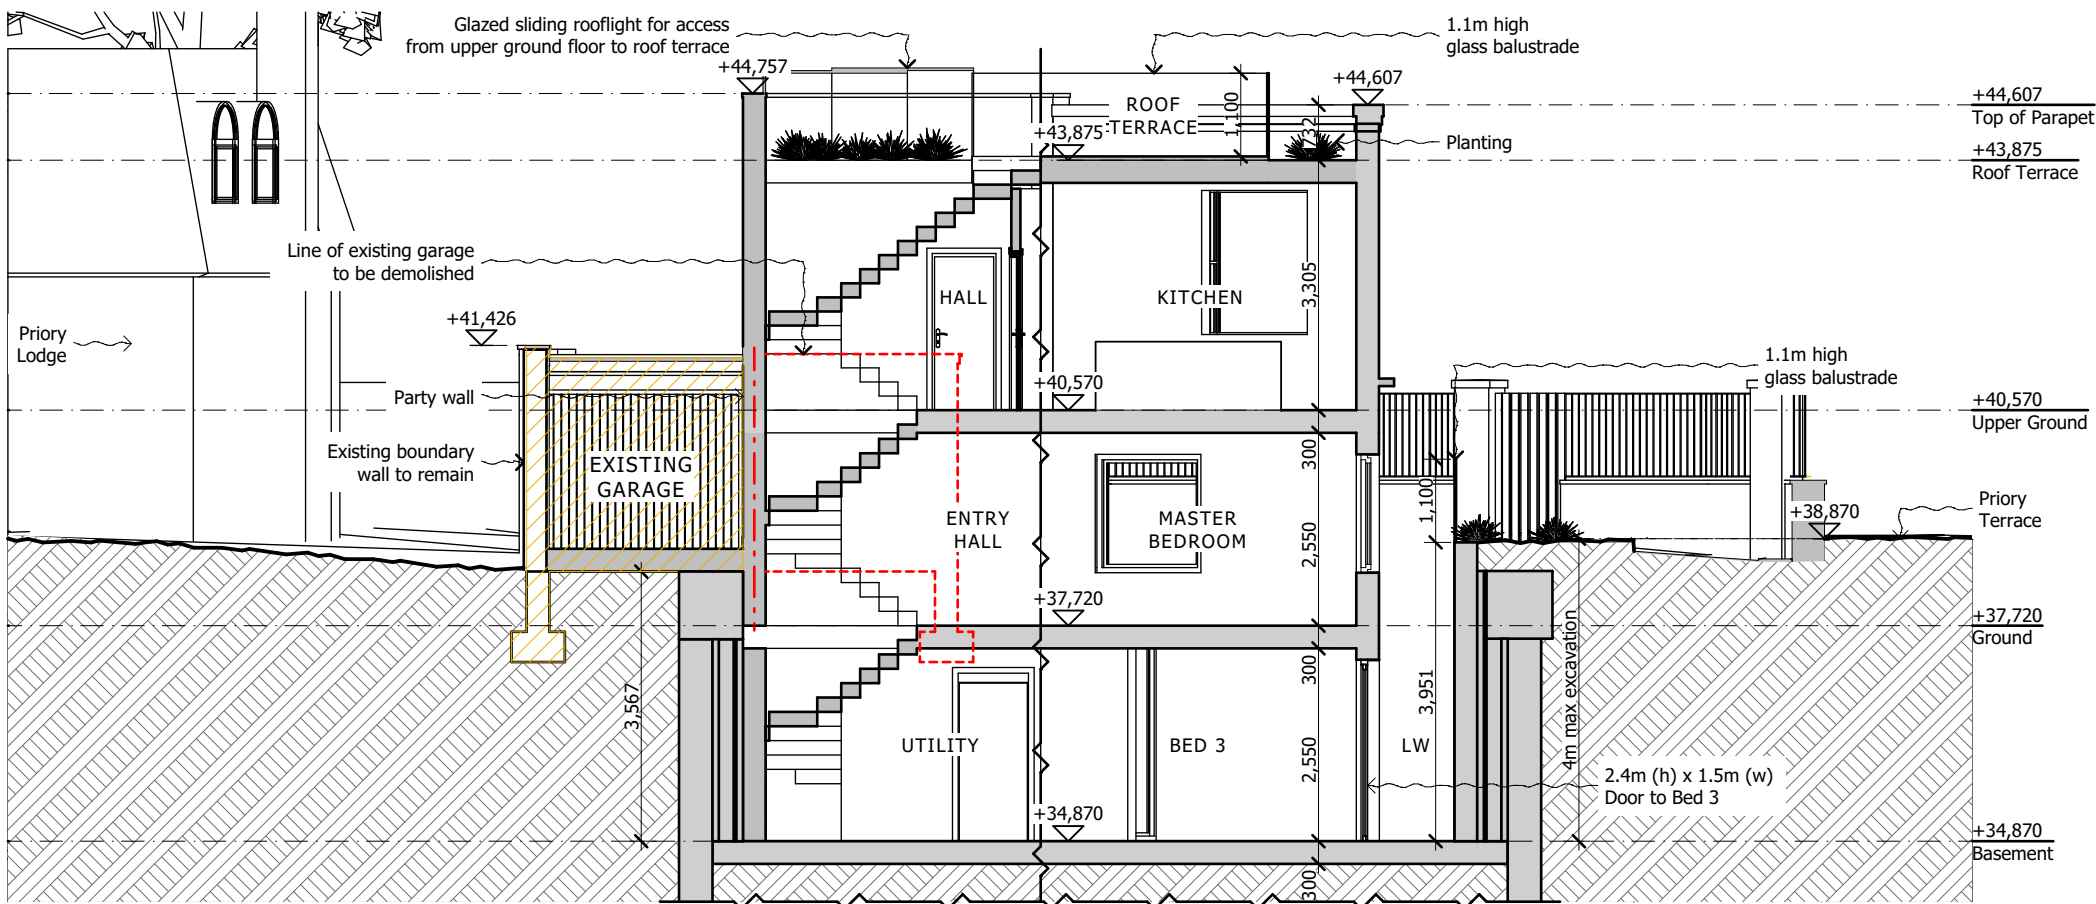 Glazed sliding rooflight for access
from upper ground floor to roof terrace
1.1m high
glass balustrade
+44,757
+44,607
ROOF
TERRACE
1,100
732
+44,607
Top of Parapet
+43,875
Planting
+43,875
Roof Terrace
Line of existing garage
to be demolished
HALL
KITCHEN
3,305
+41,426
Priory
Lodge
1.1m high
glass balustrade
Party wall
+40,570
+40,570
Upper Ground
Existing boundary
wall to remain
EXISTING
GARAGE
300
1,100
ENTRY
HALL
MASTER
BEDROOM
2,550
+38,870
Priory
Terrace
+37,720
+37,720
Ground
300
3,567
3,951
4m max excavation
UTILITY
BED 3
LW
2,550
2.4m (h) x 1.5m (w)
Door to Bed 3
+34,870
+34,870
Basement
300